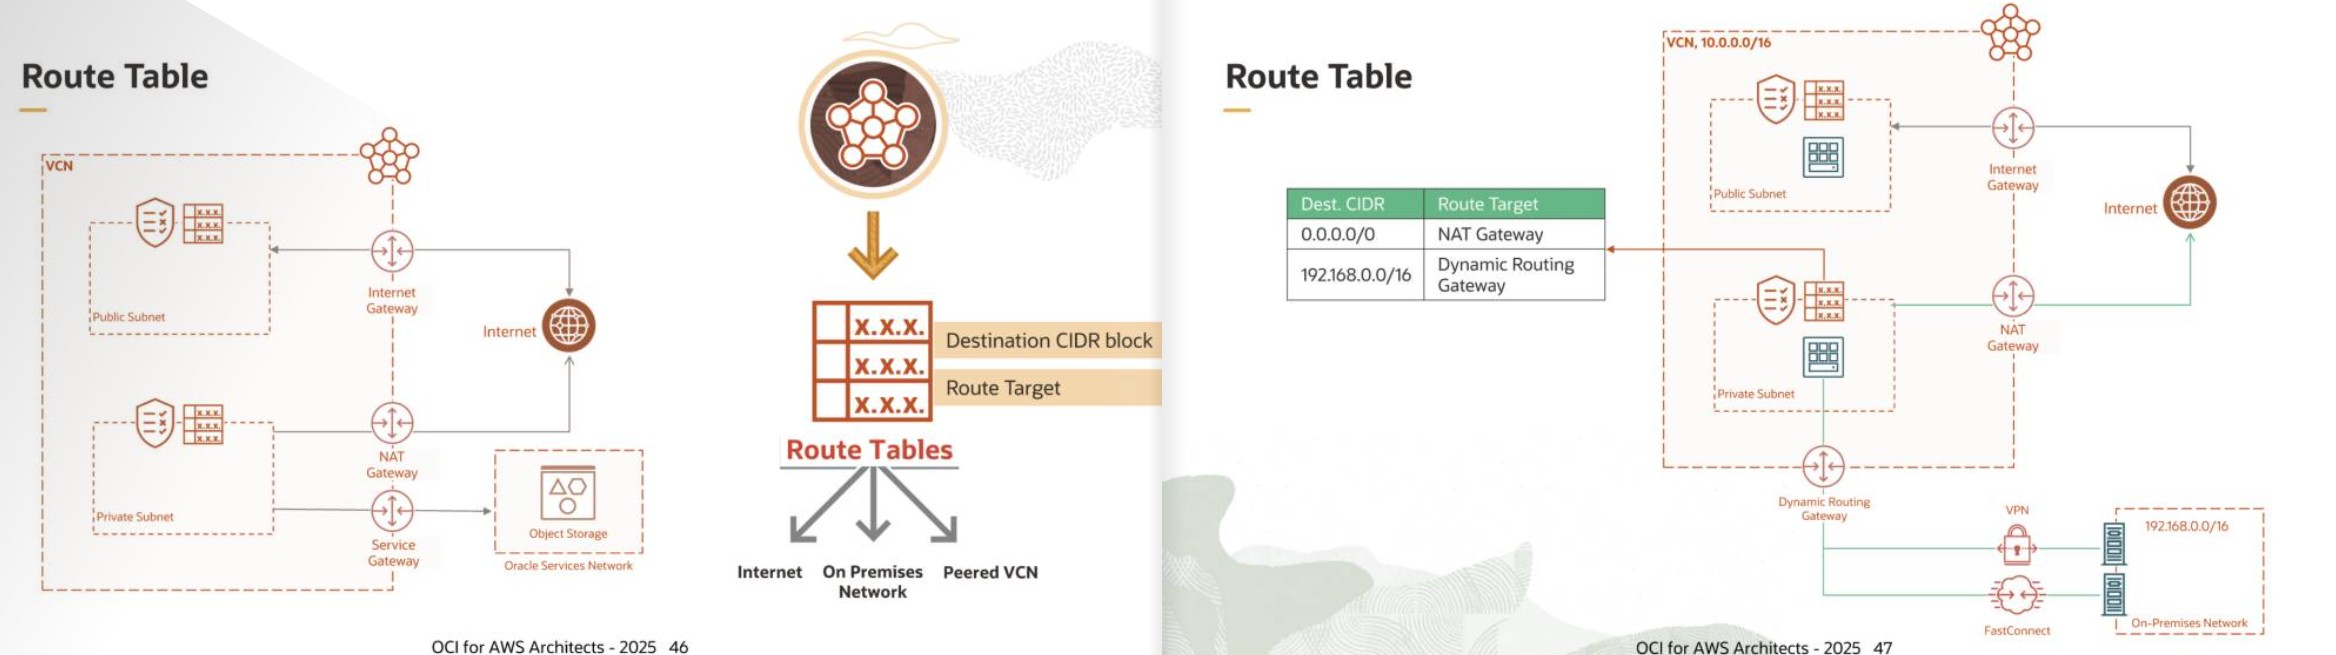 Route Table
VCN
Public Subnet
Internet
Gateway
Internet
NAT
Gateway
Private Subnet
Service
Gateway
Object Storage
Oracle Services Network
x.x.x.
x.x.x.
x.x.x.
Destination CIDR block
Route Target
Route Tables
Internet
On Premises
Network
Peered VCN
OCI for AWS Architects - 2025 46
Route Table
Dest. CIDR Route Target
0.0.0.0/0 NAT Gateway
192.168.0.0/16 Dynamic Routing
Gateway
VCN, 10.0.0.0/16
Public Subnet
Internet
Gateway
Internet
NAT
Gateway
Private Subnet
Dynamic Routing
Gateway
VPN
192.168.0.0/16
FastConnect
On-Premises Network
OCI for AWS Architects - 2025 47